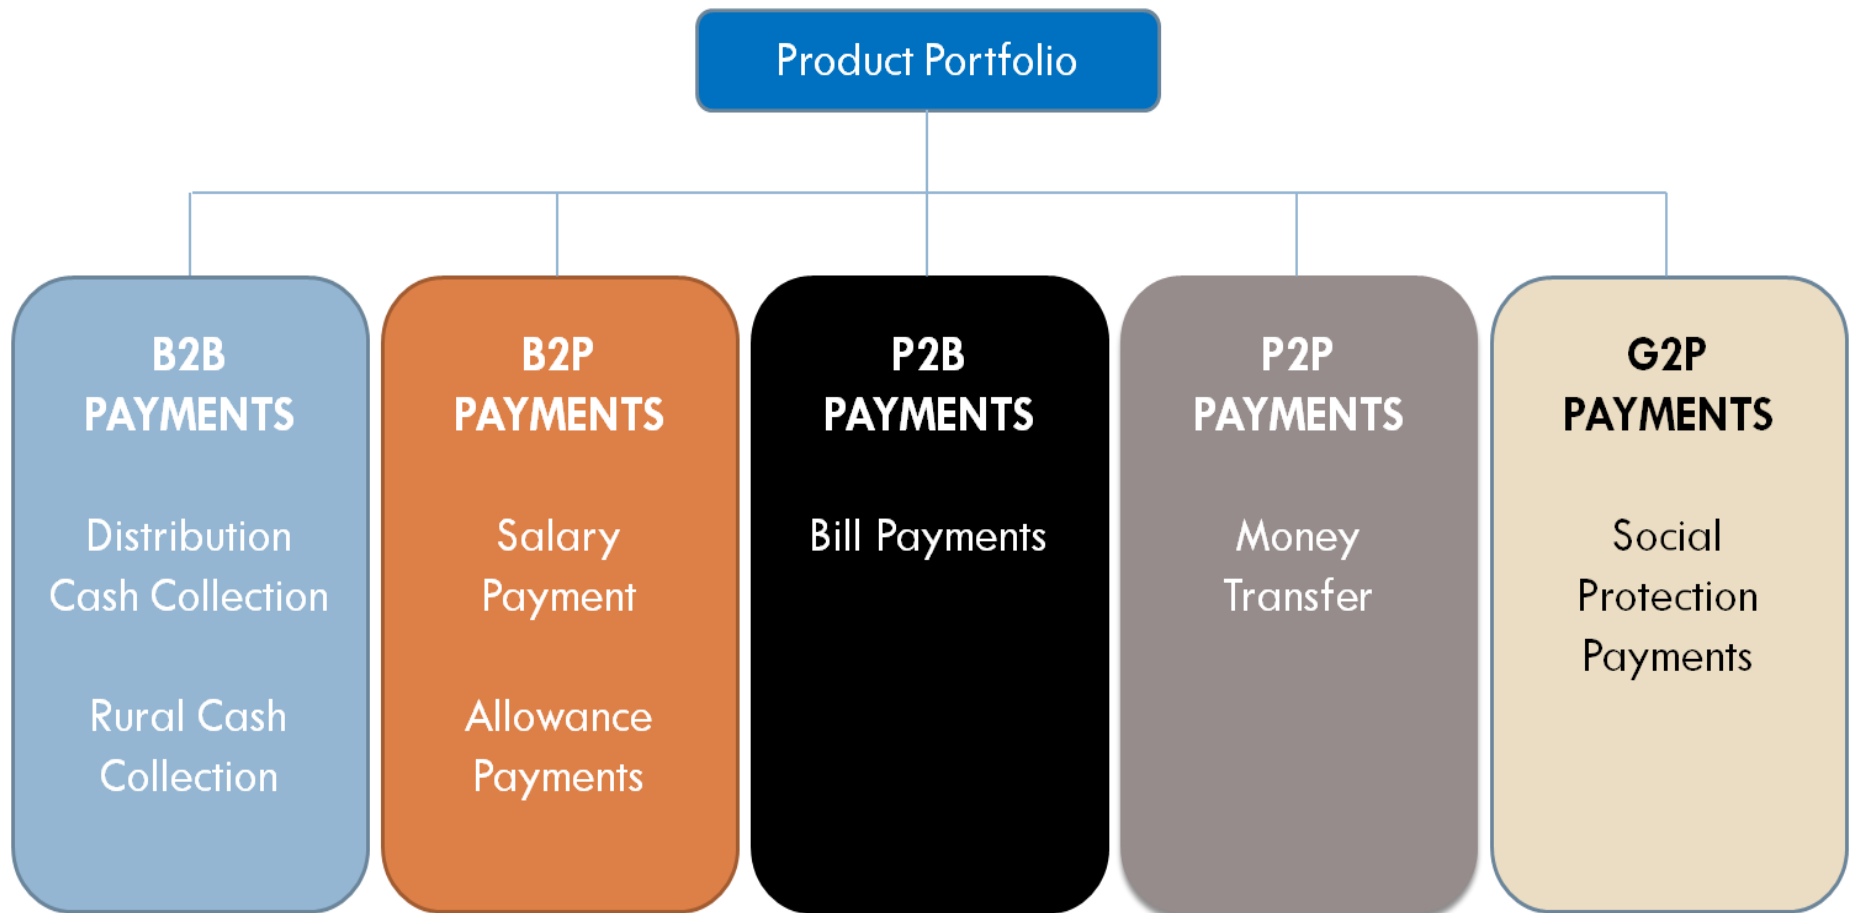 Product Portfolio
B2B
PAYMENTS
Distribution
Cash Collection
Rural Cash
Collection
B2P
PAYMENTS
Salary
Payment
Allowance
Payments
P2B
PAYMENTS
Bill Payments
P2P
PAYMENTS
Money
Transfer
G2P
PAYMENTS
Social
Protection
Payments